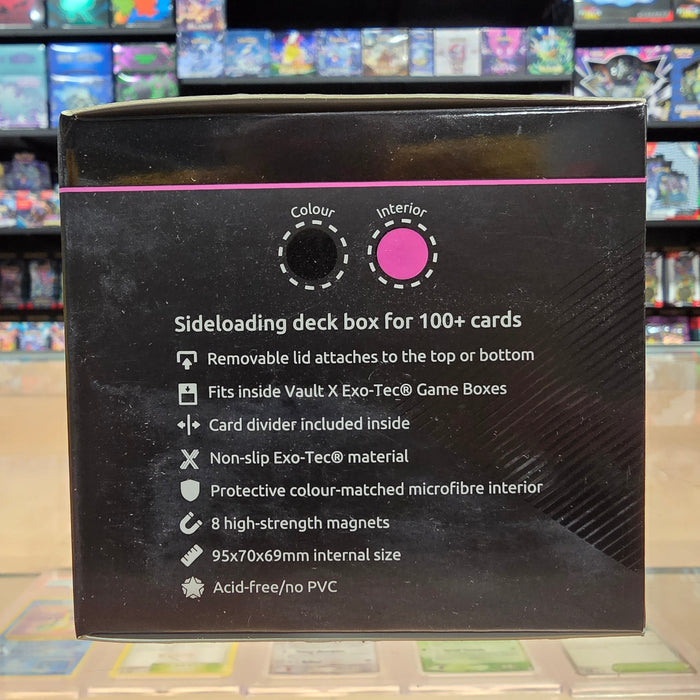 Colour Interior
Sideloading deck box for 100+ cards
Removable lid attaches to the top or bottom
Fits inside Vault X Exo-Tec® Game Boxes
Card divider included inside
Non-slip Exo-Tec® material
Protective colour-matched microfibre interior
8 high-strength magnets
95x70x69mm internal size
Acid-free/no PVC